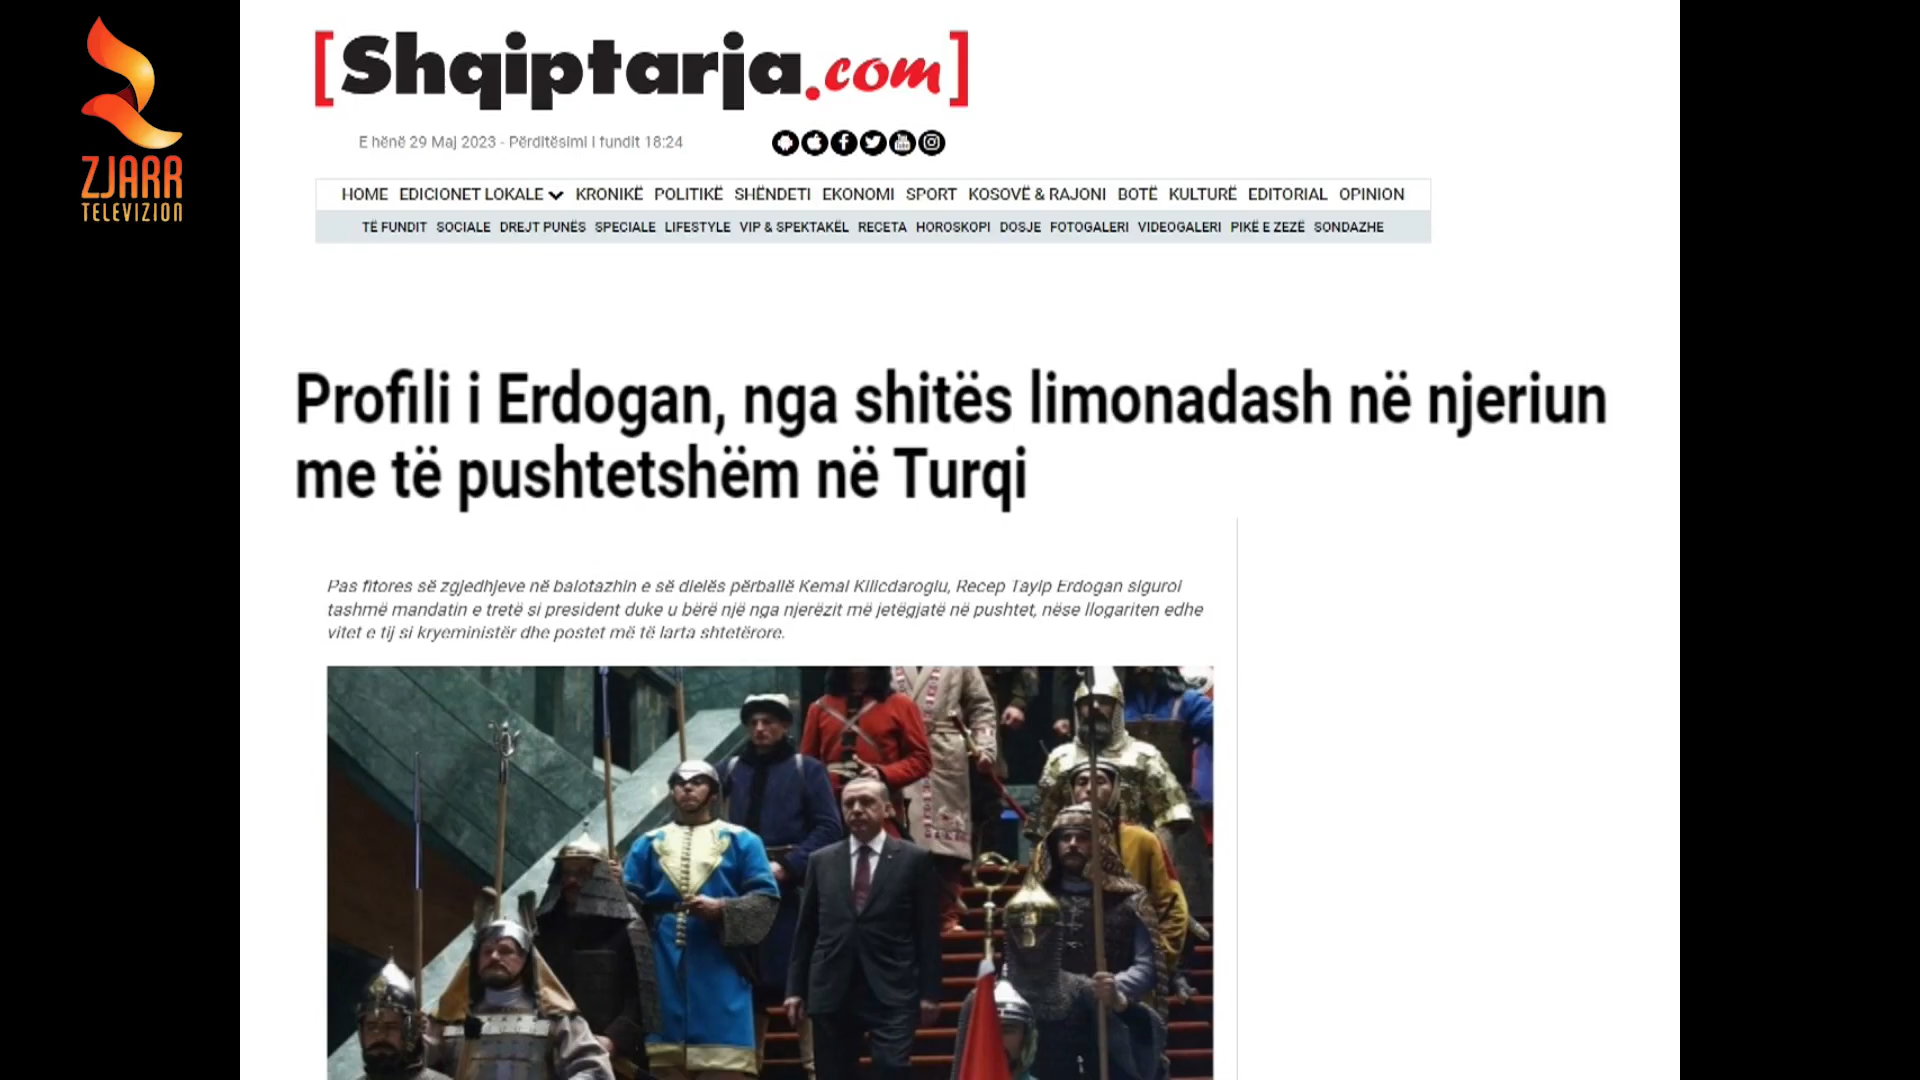 ZJARR
TELEVIZION
[Shqiptarja.com]
E hënë 29 Maj 2023 - Përditësimi i fundit 18:24
HOME EDICIONET LOKALE KRONIKË POLITIKË SHËNDETI EKONOMI SPORT KOSOVË & RAJONI BOTË KULTURË EDITORIAL OPINION
TË FUNDIT SOCIALE DREJT PUNËS SPECIALE LIFESTYLE VIP & SPEKTAKËL RECETA HOROSKOPI DOSJE FOTOGALERI VIDEOGALERI PIKË E ZEZË SONDAZHE
Profili i Erdogan, nga shitës limonadash në njeriun
me të pushtetshëm në Turqi
Pas fitores së zgjedhjeve në balotazhin e së dielës përballë Kemal Kilicdaroglu, Recep Tayip Erdogan siguroi
tashmë mandatin e tretë si president duke u bërë një nga njerëzit më jetëgjatë në pushtet, nëse llogariten edhe
vitet e tij si kryeministër dhe postet më të larta shtetërore.